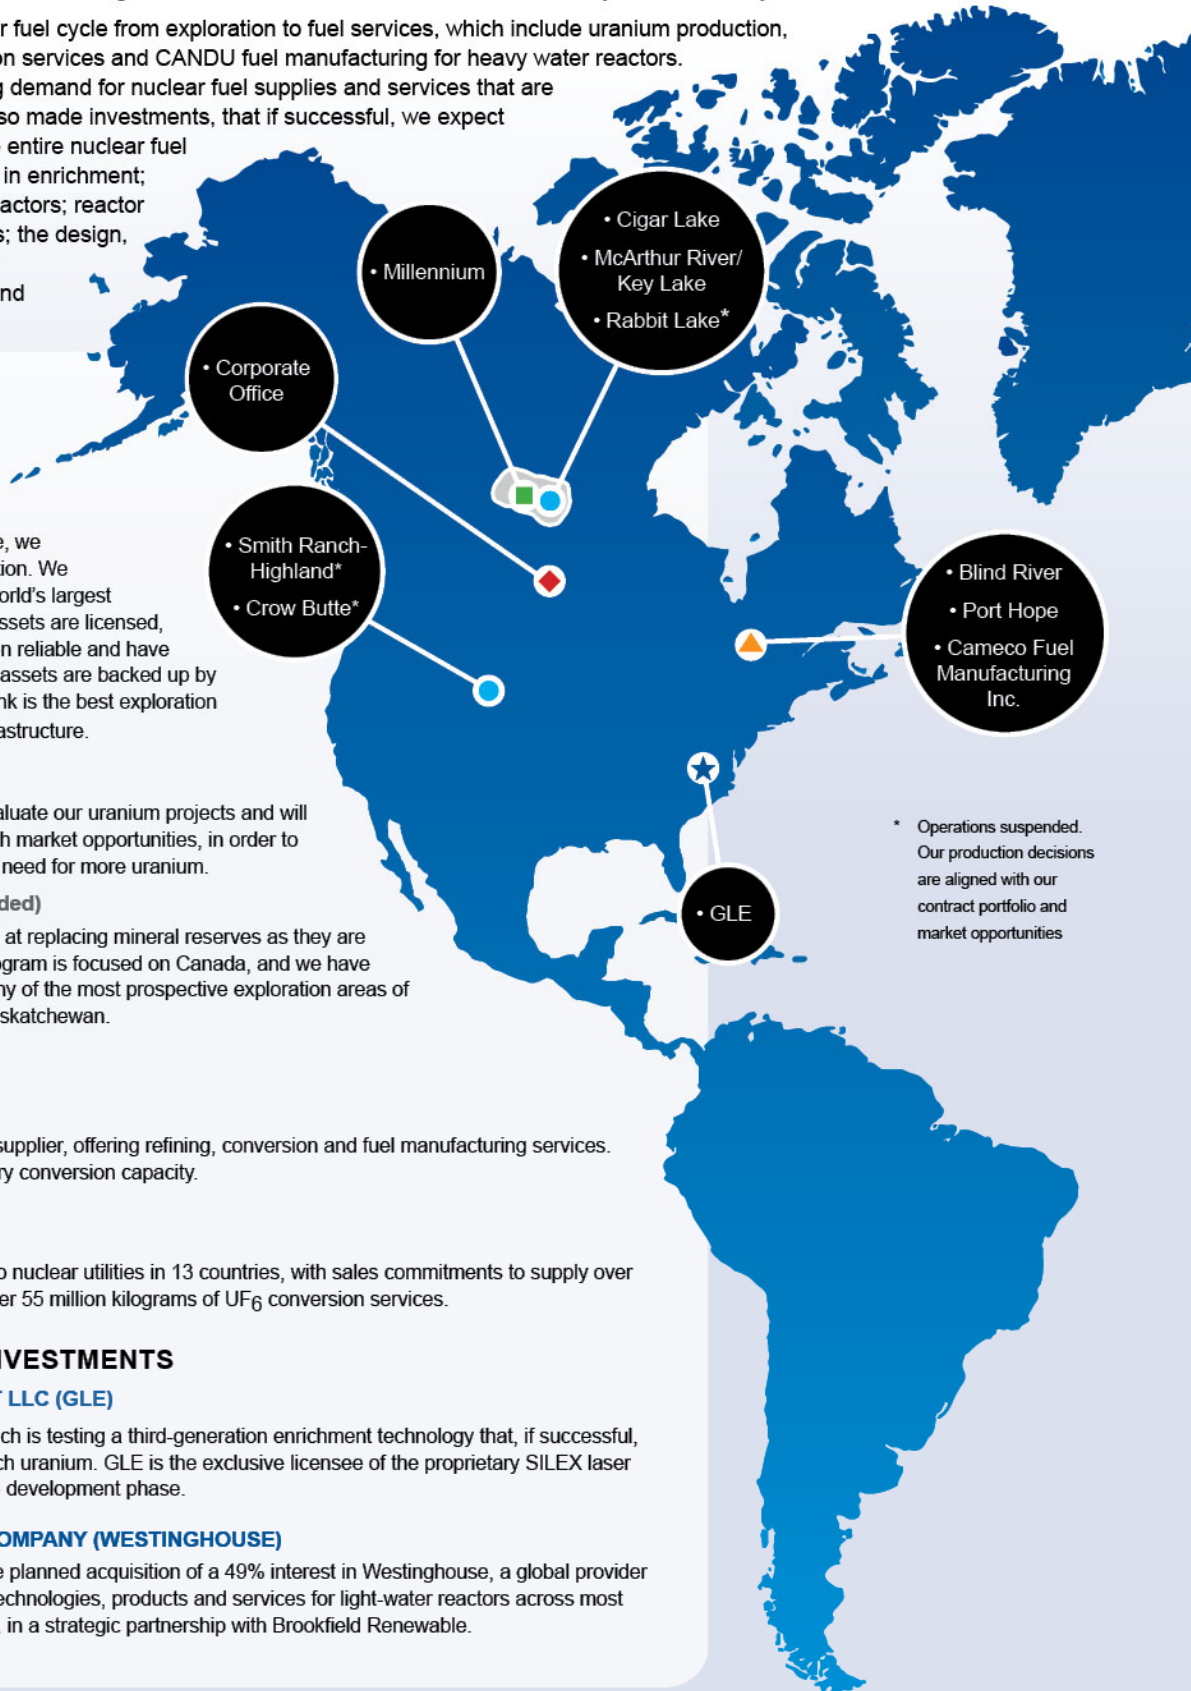 r fuel cycle from exploration to fuel services, which include uranium production,
on services and CANDU fuel manufacturing for heavy water reactors.
g demand for nuclear fuel supplies and services that are
so made investments, that if successful, we expect
entire nuclear fuel
in enrichment;
actors; reactor
s; the design,
nd
• Millennium
• Cigar Lake
• McArthur River/
Key Lake
• Rabbit Lake*
• Corporate
Office
• Smith Ranch-
Highland*
• Crow Butte*
• Blind River
• Port Hope
• Cameco Fuel
Manufacturing
Inc.
• GLE
* Operations suspended.
Our production decisions
are aligned with our
contract portfolio and
market opportunities
e, we
tion. We
orld's largest
assets are licensed,
n reliable and have
assets are backed up by
nk is the best exploration
astructure.
aluate our uranium projects and will
h market opportunities, in order to
need for more uranium.
ded)
at replacing mineral reserves as they are
ogram is focused on Canada, and we have
ny of the most prospective exploration areas of
skatchewan.
supplier, offering refining, conversion and fuel manufacturing services.
ry conversion capacity.
o nuclear utilities in 13 countries, with sales commitments to supply over
er 55 million kilograms of UF6 conversion services.
NVESTMENTS
T LLC (GLE)
ch is testing a third-generation enrichment technology that, if successful,
ch uranium. GLE is the exclusive licensee of the proprietary SILEX laser
development phase.
OMPANY (WESTINGHOUSE)
e planned acquisition of a 49% interest in Westinghouse, a global provider
echnologies, products and services for light-water reactors across most
, in a strategic partnership with Brookfield Renewable.